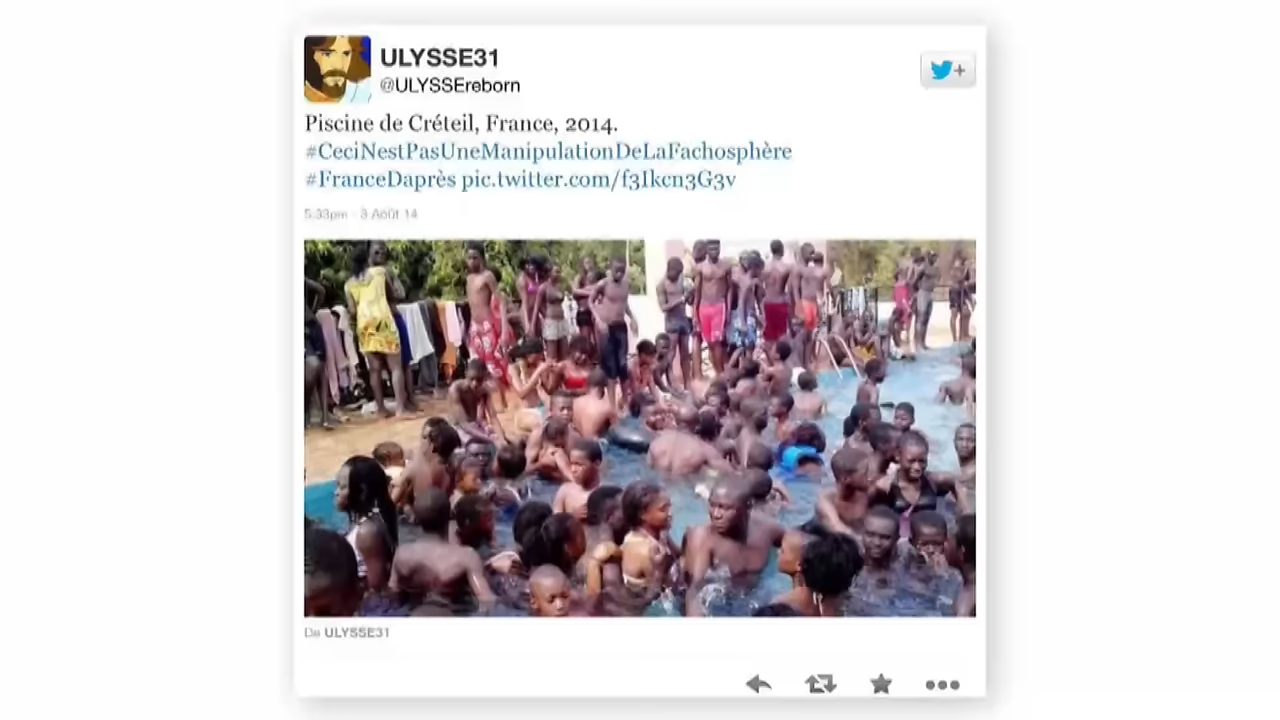 ULYSSE31
@ULYSSEreborn
Piscine de Créteil, France, 2014.
#CeciNestPasUneManipulationDeLaFachosphère
#FranceDaprès pic.twitter.com/f3Ikcn3G3v
5:33pm - 3 Août 14
De ULYSSE31